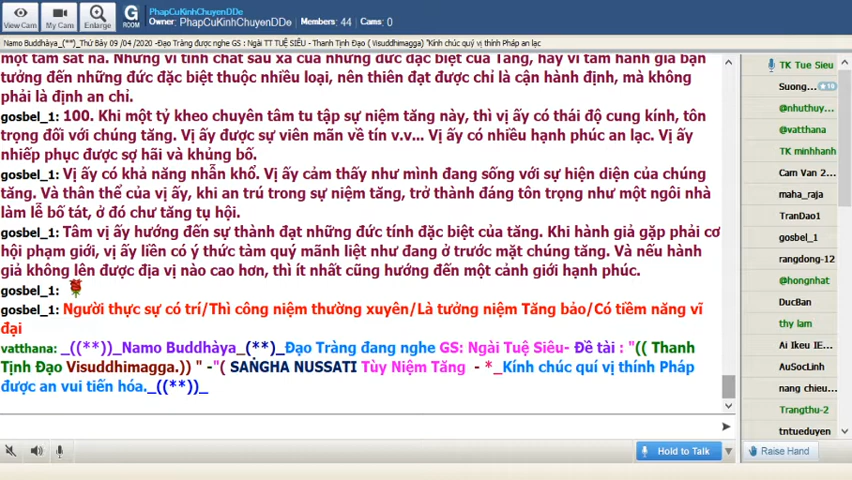 View Cam
My Cam
Enlarge
G
ROOM
PhapCuKinhChuyenDDe
Owner: PhapCuKinhChuyenDDe Members: 44 Cams: 0
Namo Buddhàya_(**)_Thứ Bảy 09 /04 /2020 -Đạo Tràng được nghe GS : Ngài TT TUỆ SIÊU - Thanh Tịnh Đạo ( Visuddhimagga) "Kính chúc quý vị thính Pháp an lạc
một tâm sát na. Nhưng vì tính chất sâu xa của những đức đặc biệt của Tăng, hay vì tâm hành giả bận
tưởng đến những đức đặc biệt thuộc nhiều loại, nên thiền đạt được chỉ là cận hành định, mà không
phải là định an chỉ.
gosbel_1: 100. Khi một tỷ kheo chuyên tâm tu tập sự niệm tăng này, thì vị ấy có thái độ cung kính, tôn
trọng đối với chúng tăng. Vị ấy được sự viên mãn về tín v.v... Vị ấy có nhiều hạnh phúc an lạc. Vị ấy
nhiếp phục được sợ hãi và khủng bố.
gosbel_1: Vị ấy có khả năng nhẫn khổ. Vị ấy cảm thấy như mình đang sống với sự hiện diện của chúng
tăng. Và thân thể của vị ấy, khi an trú trong sự niệm tăng, trở thành đáng tôn trọng như một ngôi nhà
làm lễ bố tát, ở đó chư tăng tụ hội.
gosbel_1: Tâm vị ấy hướng đến sự thành đạt những đức tính đặc biệt của tăng. Khi hành giả gặp phải cơ
hội phạm giới, vị ấy liền có ý thức tàm quý mãnh liệt như đang ở trước mặt chúng tăng. Và nếu hành
giả không lên được địa vị nào cao hơn, thì ít nhất cũng hướng đến một cảnh giới hạnh phúc.
gosbel_1:
gosbel_1: Người thực sự có trí/Thì công niệm thường xuyên/Là tưởng niệm Tăng bảo/Có tiềm năng vĩ
đại
vatthana: _((**))_Namo Buddhàya_(**)_Đạo Tràng đang nghe GS: Ngài Tuệ Siêu- Đề tài : "(( Thanh
Tịnh Đạo Visuddhimagga.)) " -"( SAṄGHA NUSSATI Tùy Niệm Tăng - *_Kính chúc quí vị thính Pháp
được an vui tiến hóa._((**))_
Hold to Talk
TK Tue Sieu
Suong...
@nhuthuy...
@vatthana
TK minhhanh
Cam Van 2...
maha_raja
TranDao1
gosbel_1
rangdong-12
@hongnhat
DucBan
thy lam
Ai Ikeu IE...
AuSocLinh
nang chieu...
Trangthu-2
tntueduyen
Raise Hand